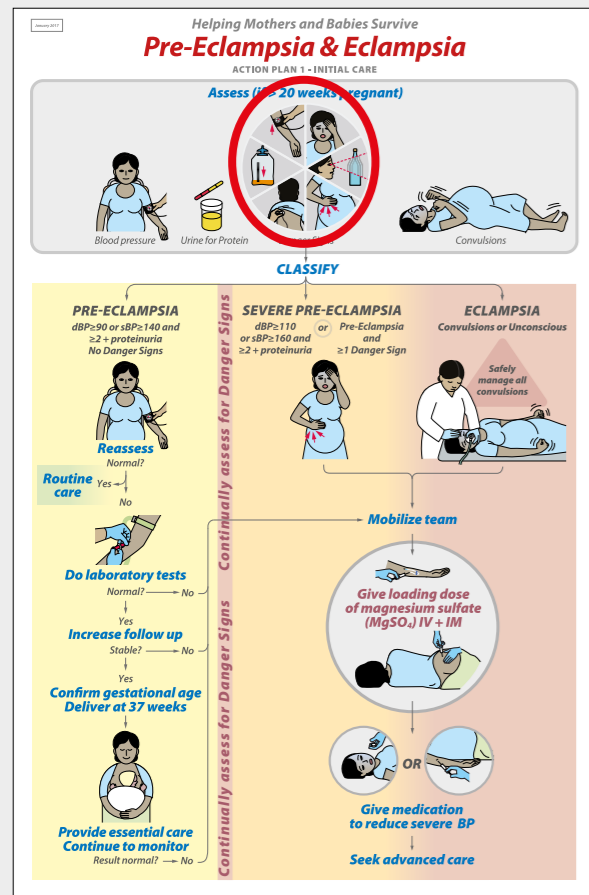 January 2017
Helping Mothers and Babies Survive
Pre-Eclampsia & Eclampsia
ACTION PLAN 1 - INITIAL CARE
Assess (if > 20 weeks pregnant)
Blood pressure
Urine for Protein
Convulsions
CLASSIFY
PRE-ECLAMPSIA
dBP≥90 or sBP≥140 and
≥2 + proteinuria
No Danger Signs
Reassess
Normal?
Yes
Routine
care
No
Do laboratory tests
Normal?
No
Yes
Increase follow up
Stable?
No
Yes
Confirm gestational age
Deliver at 37 weeks
Provide essential care
Continue to monitor
Result normal?
No
Continually assess for Danger Signs
Continually assess for Danger Signs
SEVERE PRE-ECLAMPSIA
dBP≥110
or sBP≥160 and
≥2 + proteinuria
or
Pre-Eclampsia
and
≥1 Danger Sign
ECLAMPSIA
Convulsions or Unconscious
Safely
manage all
convulsions
Mobilize team
Give loading dose
of magnesium sulfate
(MgSO₄) IV + IM
OR
Give medication
to reduce severe BP
Seek advanced care